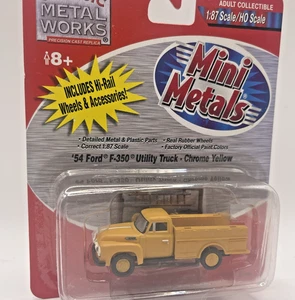 METAL WORKS
PRECISION CAST REPLICA
8+
ADULT COLLECTIBLE
1:87 Scale/HO Scale
INCLUDES Hi-Rail
Wheels & Accessories!
Mini
Metals
• Detailed Metal & Plastic Parts • Real Rubber Wheels
• Correct 1:87 Scale • Factory Official Paint Colors
'54 Ford F-350 Utility Truck - Chrome Yellow